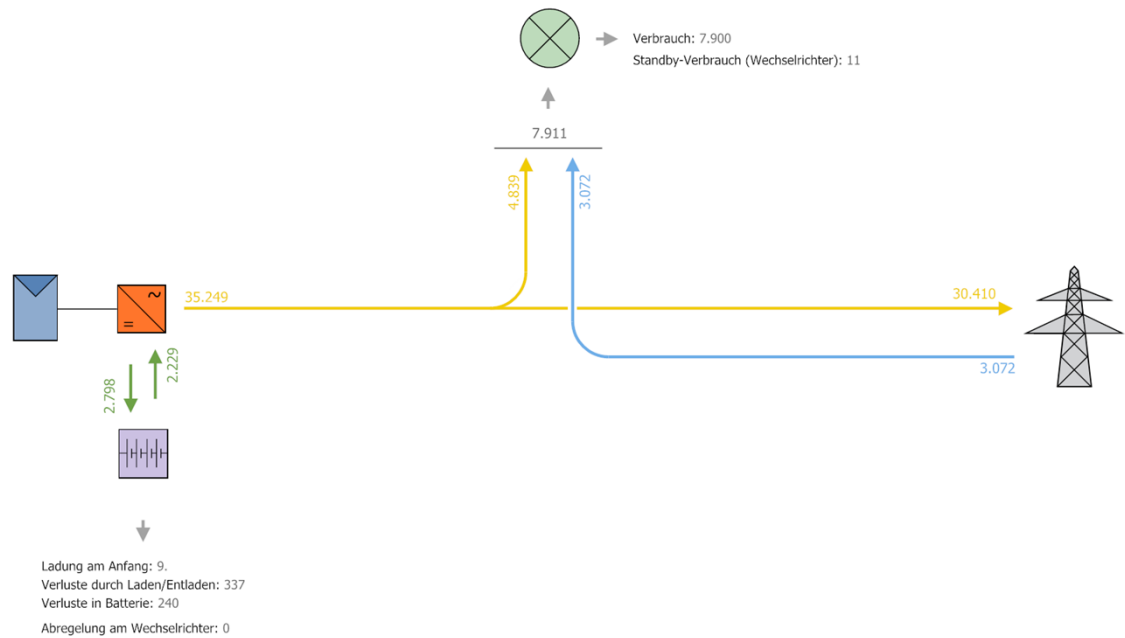 Verbrauch: 7.900
Standby-Verbrauch (Wechselrichter): 11
7.911
4.839
3.072
35.249
30.410
3.072
2.798
2.229
Ladung am Anfang: 9.
Verluste durch Laden/Entladen: 337
Verluste in Batterie: 240
Abregelung am Wechselrichter: 0